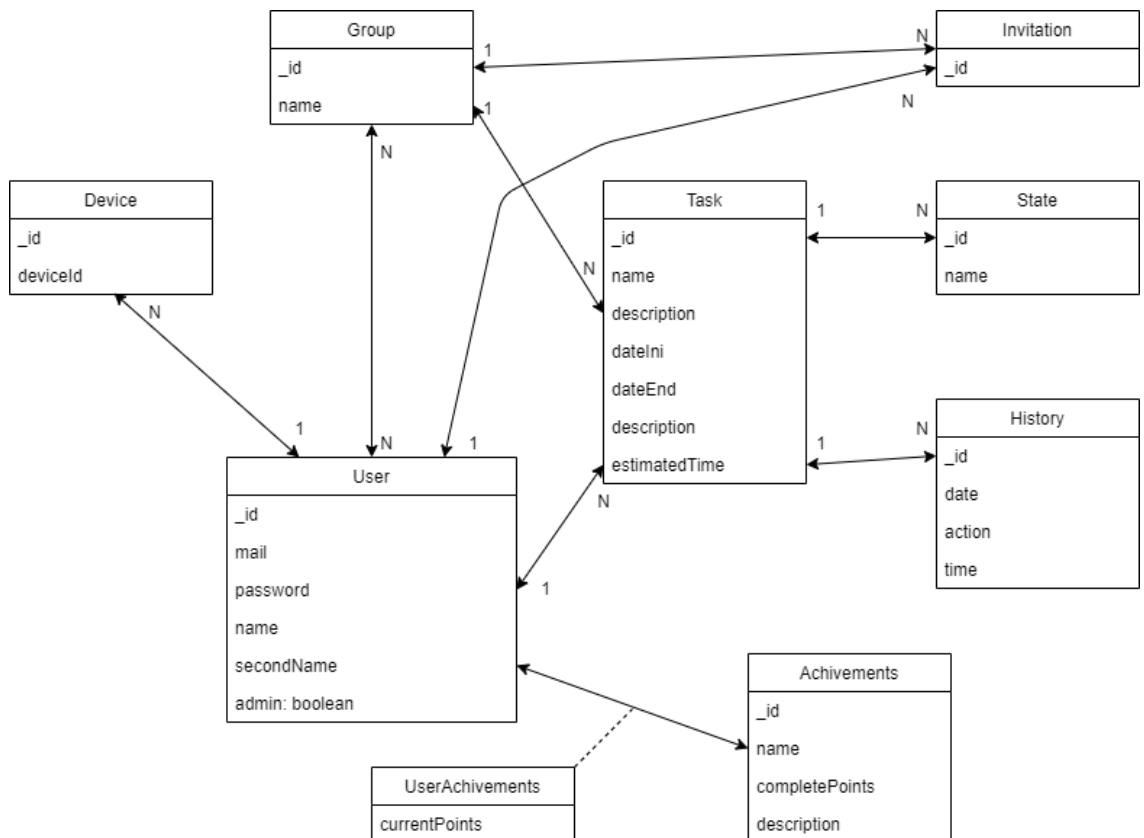 Group
_id
name
Invitation
_id
1
N
1
N
N
Device
_id
deviceId
Task
_id
name
description
dateIni
dateEnd
description
estimatedTime
State
_id
name
1
N
N
N
1
N
1
History
_id
date
action
time
1
N
User
_id
mail
password
name
secondName
admin: boolean
N
1
Achivements
_id
name
completePoints
description
UserAchivements
currentPoints